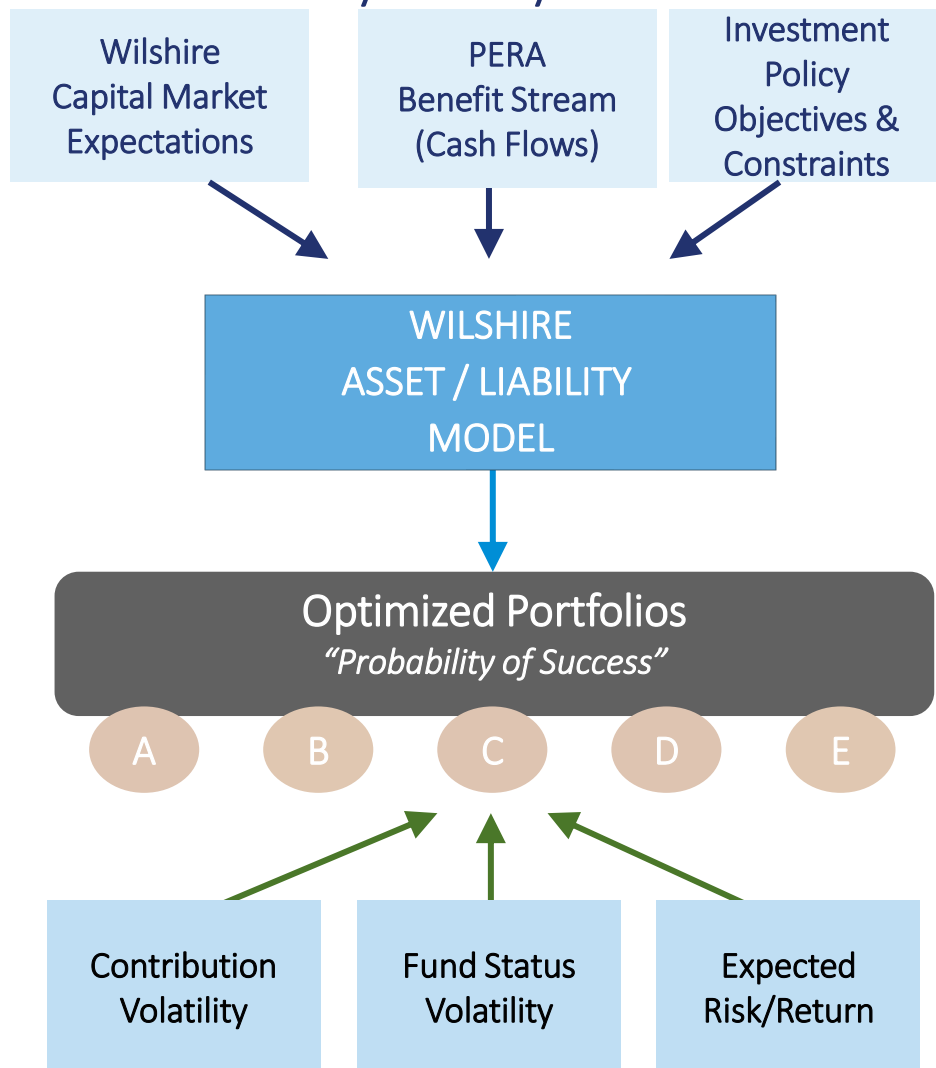 Wilshire
Capital Market
Expectations
PERA
Benefit Stream
(Cash Flows)
Investment
Policy
Objectives &
Constraints
WILSHIRE
ASSET / LIABILITY
MODEL
Optimized Portfolios
“Probability of Success”
A
B
C
D
E
Contribution
Volatility
Fund Status
Volatility
Expected
Risk/Return